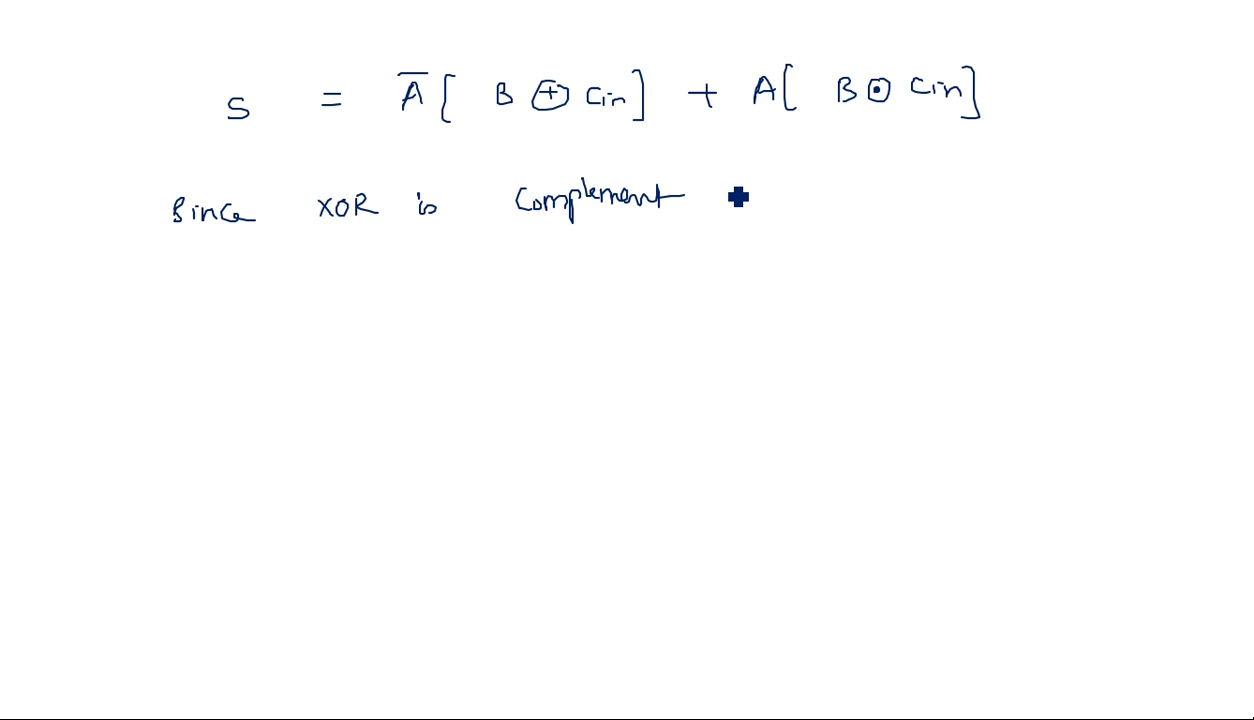 S = A̅[ B ⊕ Cin] + A[ B ⊙ Cin]
Since XOR is Complement